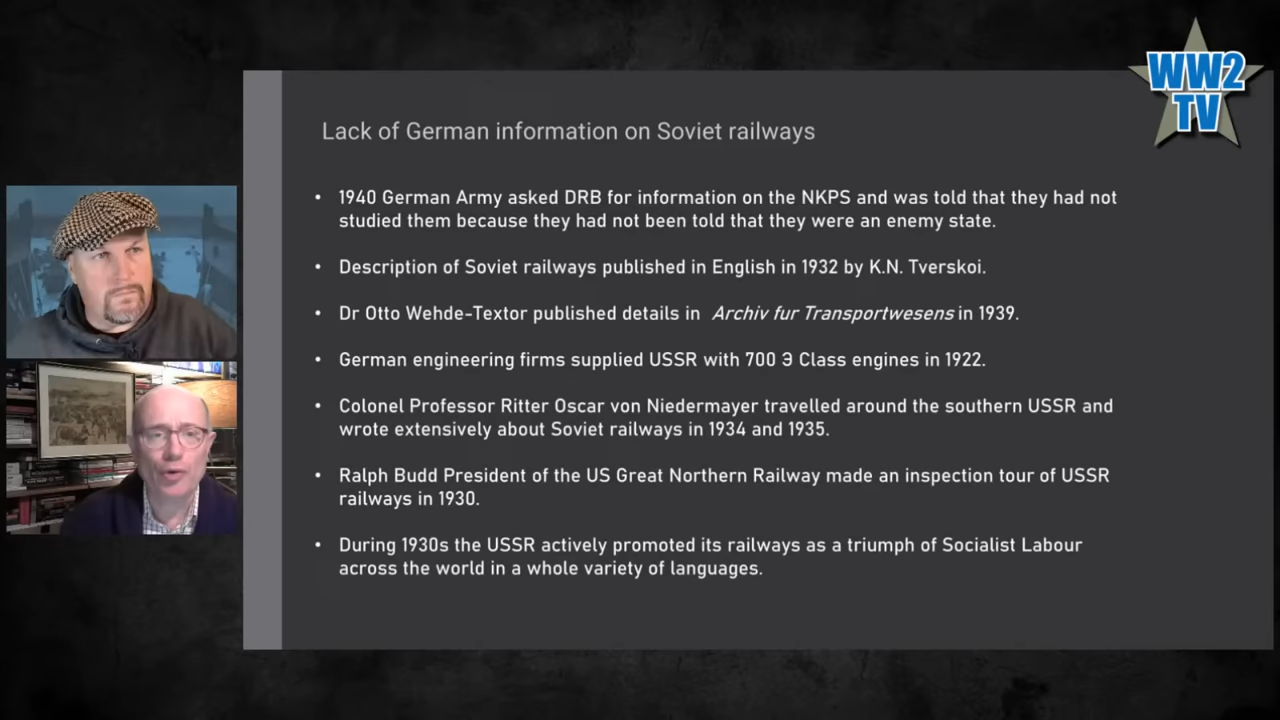 WW2
TV
Lack of German information on Soviet railways
• 1940 German Army asked DRB for information on the NKPS and was told that they had not
studied them because they had not been told that they were an enemy state.
• Description of Soviet railways published in English in 1932 by K.N. Tverskoi.
• Dr Otto Wehde-Textor published details in Archiv fur Transportwesens in 1939.
• German engineering firms supplied USSR with 700 Э Class engines in 1922.
• Colonel Professor Ritter Oscar von Niedermayer travelled around the southern USSR and
wrote extensively about Soviet railways in 1934 and 1935.
• Ralph Budd President of the US Great Northern Railway made an inspection tour of USSR
railways in 1930.
• During 1930s the USSR actively promoted its railways as a triumph of Socialist Labour
across the world in a whole variety of languages.